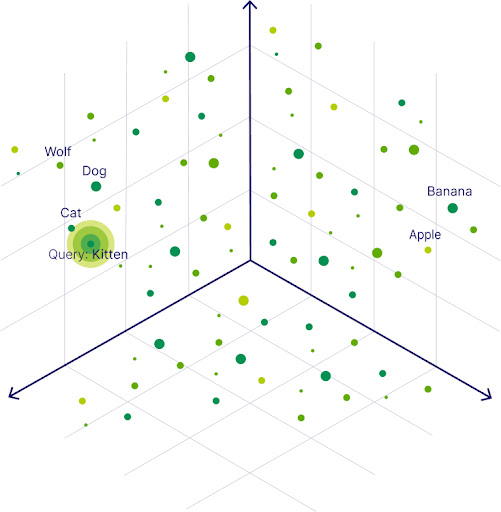 Wolf
Dog
Banana
Cat
Apple
Query: Kitten